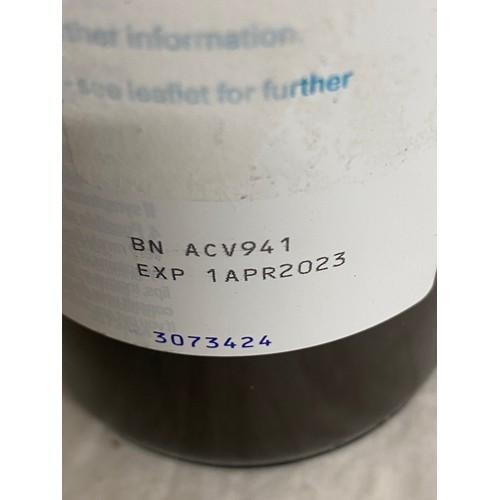 ther information.
- see leaflet for further
BN ACV941
EXP 1APR2023
3073424